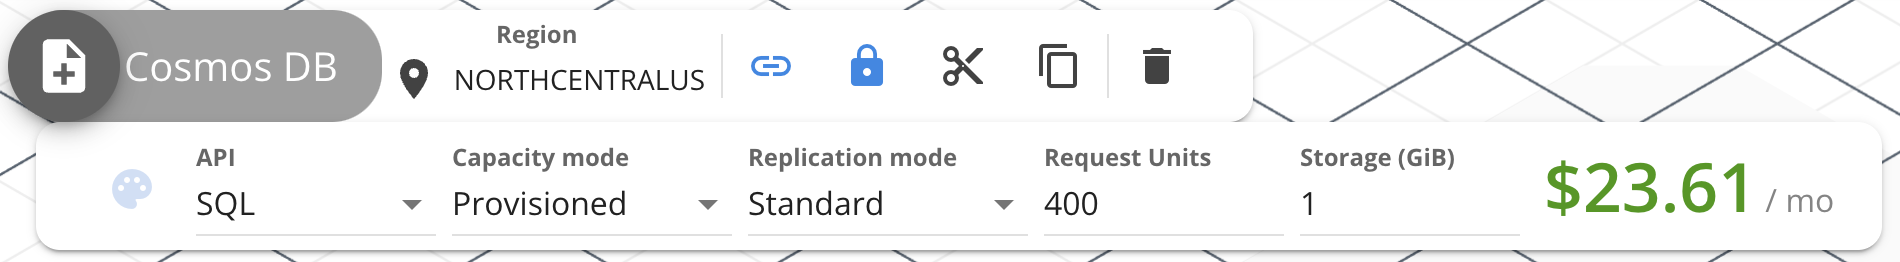 Cosmos DB
Region
NORTHCENTRALUS
API
SQL
Capacity mode
Provisioned
Replication mode
Standard
Request Units
400
Storage (GiB)
1
$23.61 / mo